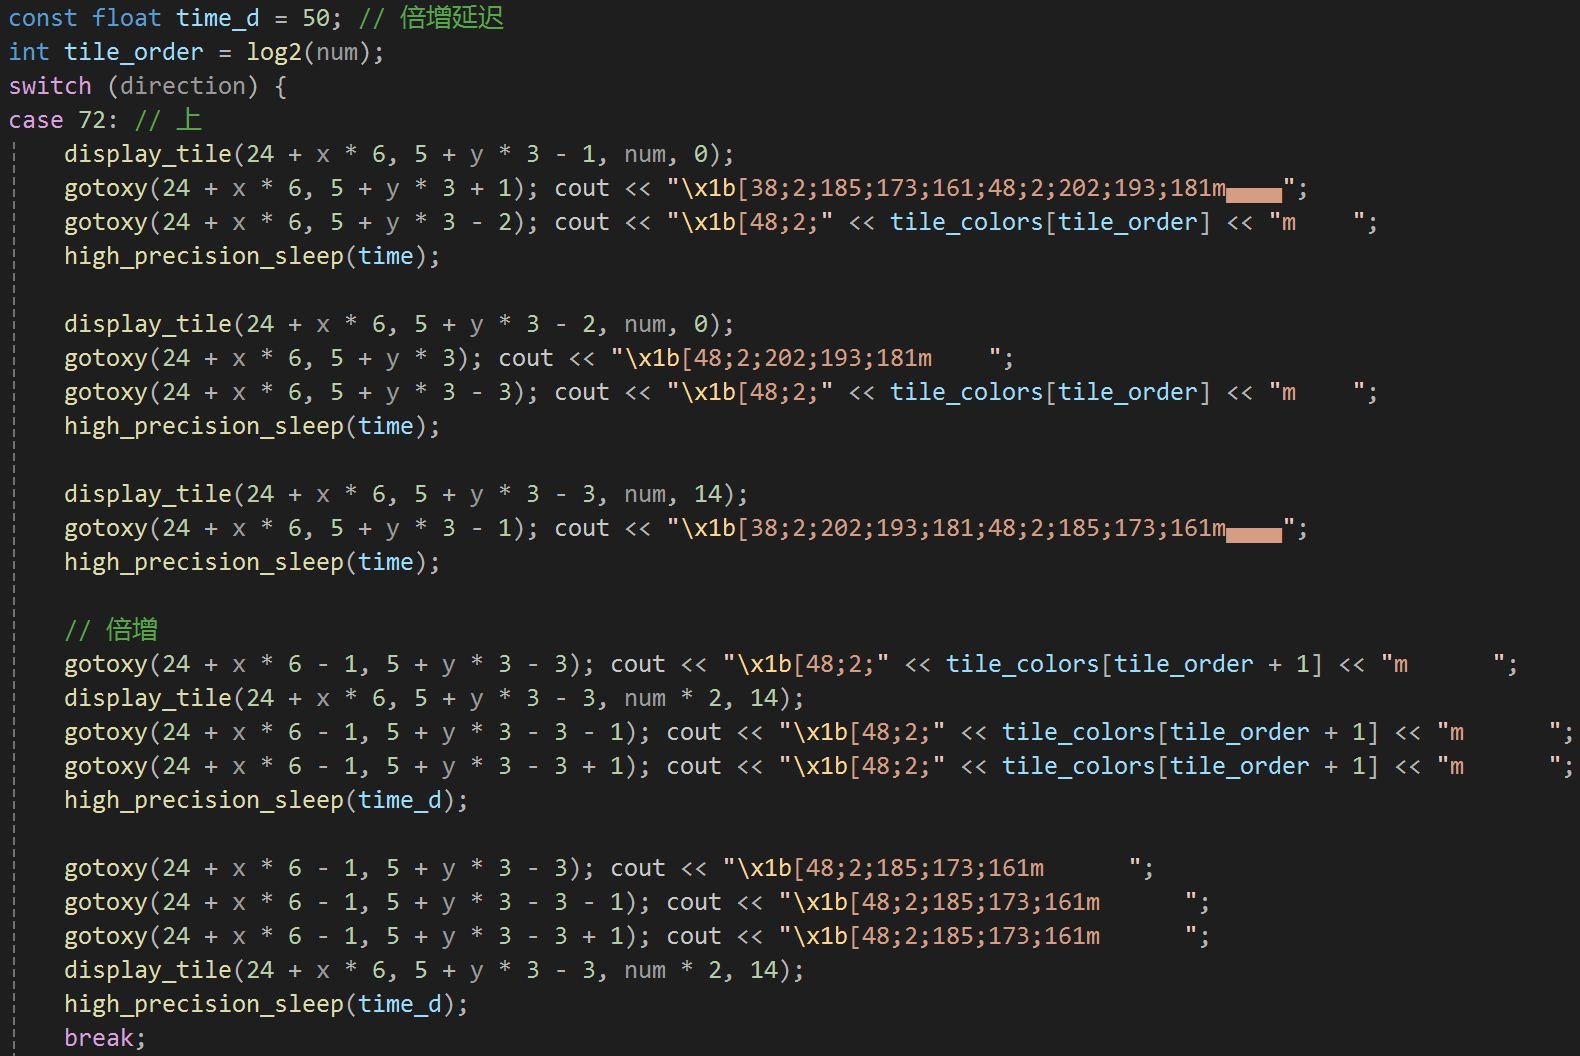 const float time_d = 50; // 倍增延迟
int tile_order = log2(num);
switch (direction) {
case 72: // 上
    display_tile(24 + x * 6, 5 + y * 3 - 1, num, 0);
    gotoxy(24 + x * 6, 5 + y * 3 + 1); cout << "\x1b[38;2;185;173;161;48;2;202;193;181m▄▄▄▄";
    gotoxy(24 + x * 6, 5 + y * 3 - 2); cout << "\x1b[48;2;" << tile_colors[tile_order] << "m    ";
    high_precision_sleep(time);

    display_tile(24 + x * 6, 5 + y * 3 - 2, num, 0);
    gotoxy(24 + x * 6, 5 + y * 3); cout << "\x1b[48;2;202;193;181m    ";
    gotoxy(24 + x * 6, 5 + y * 3 - 3); cout << "\x1b[48;2;" << tile_colors[tile_order] << "m    ";
    high_precision_sleep(time);

    display_tile(24 + x * 6, 5 + y * 3 - 3, num, 14);
    gotoxy(24 + x * 6, 5 + y * 3 - 1); cout << "\x1b[38;2;202;193;181;48;2;185;173;161m▄▄▄▄";
    high_precision_sleep(time);

    // 倍增
    gotoxy(24 + x * 6 - 1, 5 + y * 3 - 3); cout << "\x1b[48;2;" << tile_colors[tile_order + 1] << "m      ";
    display_tile(24 + x * 6, 5 + y * 3 - 3, num * 2, 14);
    gotoxy(24 + x * 6 - 1, 5 + y * 3 - 3 - 1); cout << "\x1b[48;2;" << tile_colors[tile_order + 1] << "m      ";
    gotoxy(24 + x * 6 - 1, 5 + y * 3 - 3 + 1); cout << "\x1b[48;2;" << tile_colors[tile_order + 1] << "m      ";
    high_precision_sleep(time_d);

    gotoxy(24 + x * 6 - 1, 5 + y * 3 - 3); cout << "\x1b[48;2;185;173;161m      ";
    gotoxy(24 + x * 6 - 1, 5 + y * 3 - 3 - 1); cout << "\x1b[48;2;185;173;161m      ";
    gotoxy(24 + x * 6 - 1, 5 + y * 3 - 3 + 1); cout << "\x1b[48;2;185;173;161m      ";
    display_tile(24 + x * 6, 5 + y * 3 - 3, num * 2, 14);
    high_precision_sleep(time_d);
    break;